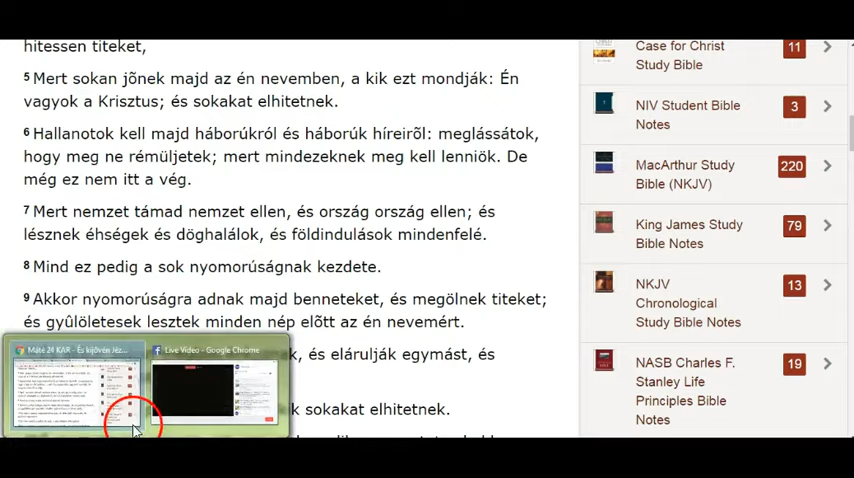 hitessen titeket,
5 Mert sokan jõnek majd az én nevemben, a kik ezt mondják: Én
vagyok a Krisztus; és sokakat elhitetnek.
6 Hallanotok kell majd háborúkról és háborúk híreirõl: meglássátok,
hogy meg ne rémüljetek; mert mindezeknek meg kell lenniök. De
még ez nem itt a vég.
7 Mert nemzet támad nemzet ellen, és ország ország ellen; és
lésznek éhségek és döghalálok, és földindulások mindenfelé.
8 Mind ez pedig a sok nyomorúságnak kezdete.
9 Akkor nyomorúságra adnak majd benneteket, és megölnek titeket;
és gyûlöletesek lesztek minden nép elõtt az én nevemért.
k, és elárulják egymást, és
k sokakat elhitetnek.
Máté 24 KAR - És kijővén Jéz...
Live Video - Google Chrome
Case for Christ
Study Bible
11
NIV Student Bible
Notes
3
MacArthur Study
Bible (NKJV)
220
King James Study
Bible Notes
79
NKJV
Chronological
Study Bible Notes
13
NASB Charles F.
Stanley Life
Principles Bible
Notes
19